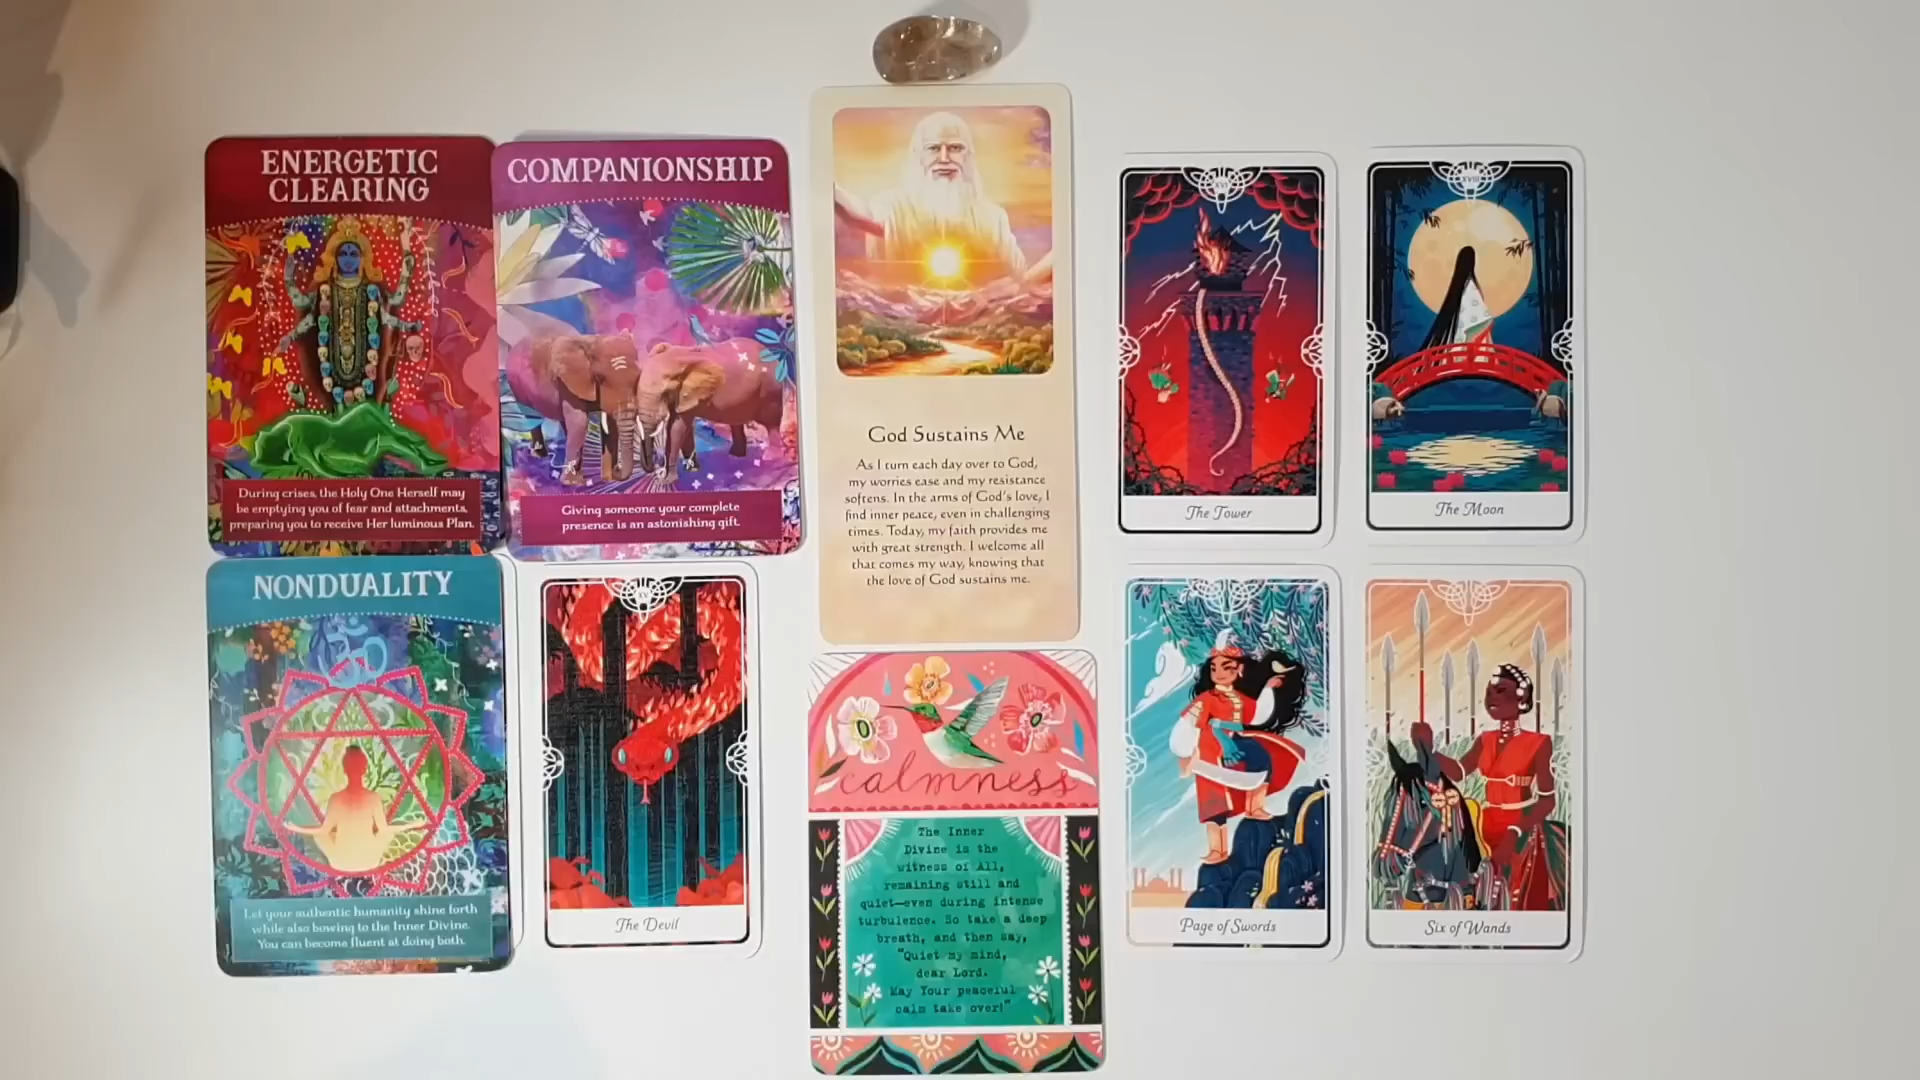 ENERGETIC
CLEARING
During crises, the Holy One Herself may
be emptying you of fear and attachments,
preparing you to receive Her luminous Plan.
COMPANIONSHIP
Giving someone your complete
presence is an astonishing gift.
God Sustains Me
As I turn each day over to God,
my worries ease and my resistance
softens. In the arms of God's love, I
find inner peace, even in challenging
times. Today, my faith provides me
with great strength. I welcome all
that comes my way, knowing that
the love of God sustains me.
XVI
The Tower
XVIII
The Moon
NONDUALITY
ॐ
Let your authentic humanity shine forth
while also bowing to the Inner Divine.
You can become fluent at doing both.
XV
The Devil
calmness
The Inner
Divine is the
witness of All,
remaining still and
quiet—even during intense
turbulence. So take a deep
breath, and then say,
"Quiet my mind,
dear Lord.
May Your peaceful
calm take over!"
Page of Swords
Six of Wands